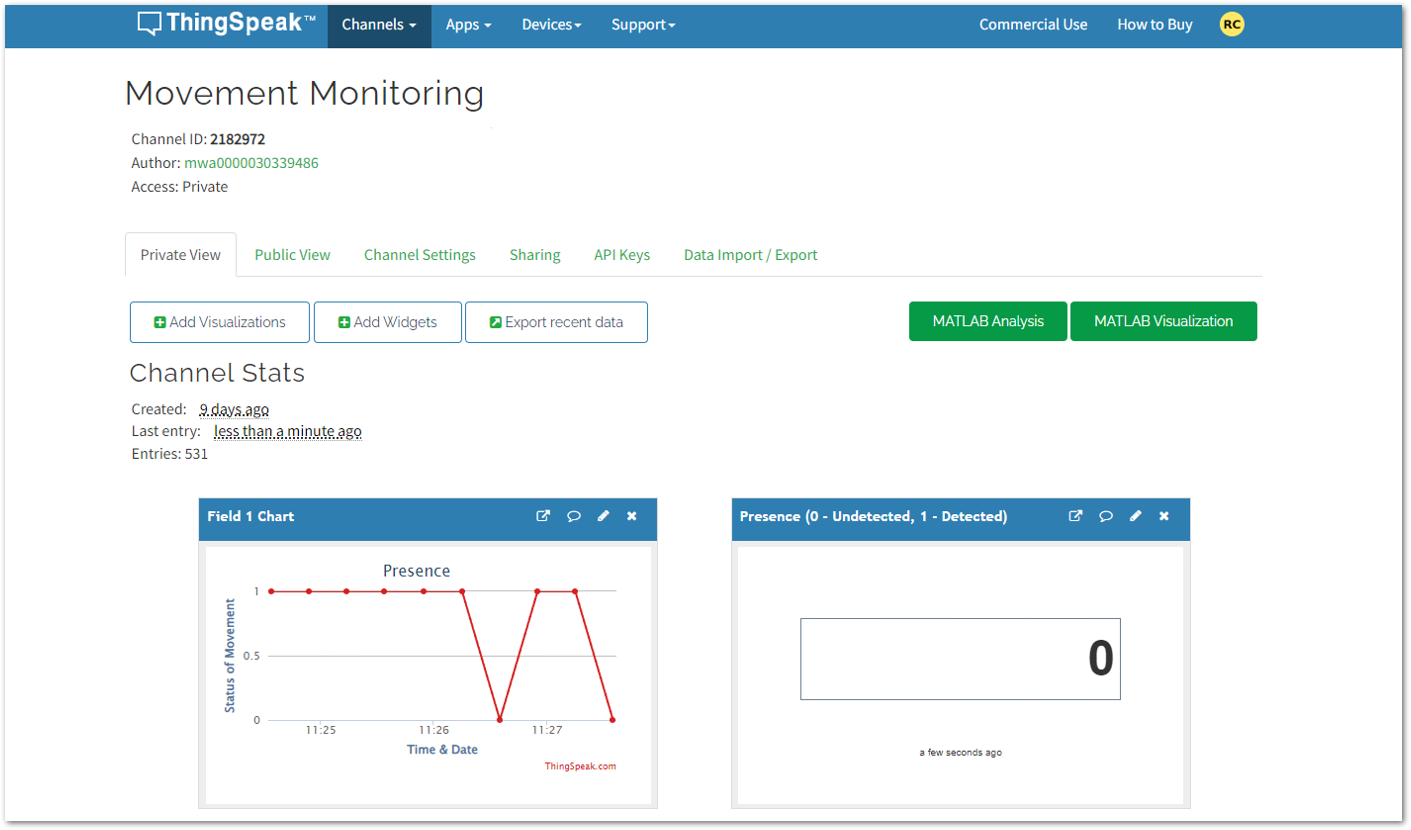 ThingSpeak™ Channels Apps Devices Support Commercial Use How to Buy RC
Movement Monitoring
Channel ID: 2182972
Author: mwa0000030339486
Access: Private
Private View Public View Channel Settings Sharing API Keys Data Import / Export
Add Visualizations Add Widgets Export recent data MATLAB Analysis MATLAB Visualization
Channel Stats
Created: 9 days ago
Last entry: less than a minute ago
Entries: 531
Field 1 Chart
Presence
Status of Movement
1
0.5
0
11:25 11:26 11:27
Time & Date
ThingSpeak.com
Presence (0 - Undetected, 1 - Detected)
0
a few seconds ago